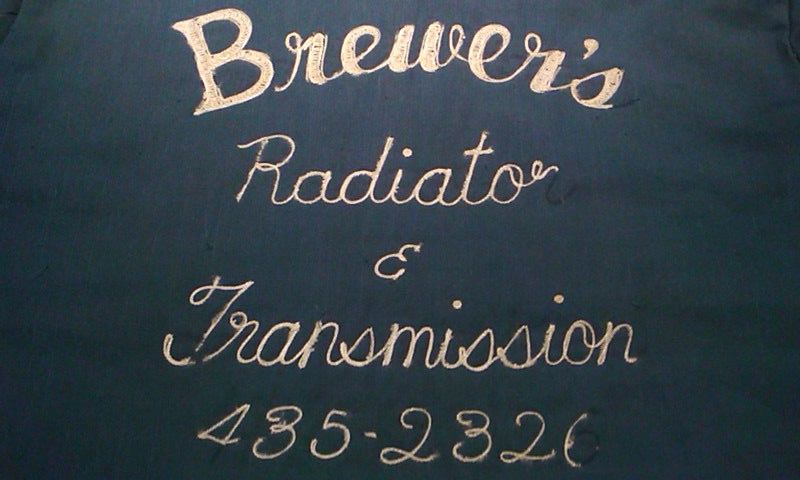 Brewer's
Radiator
&
Transmission
435-2326